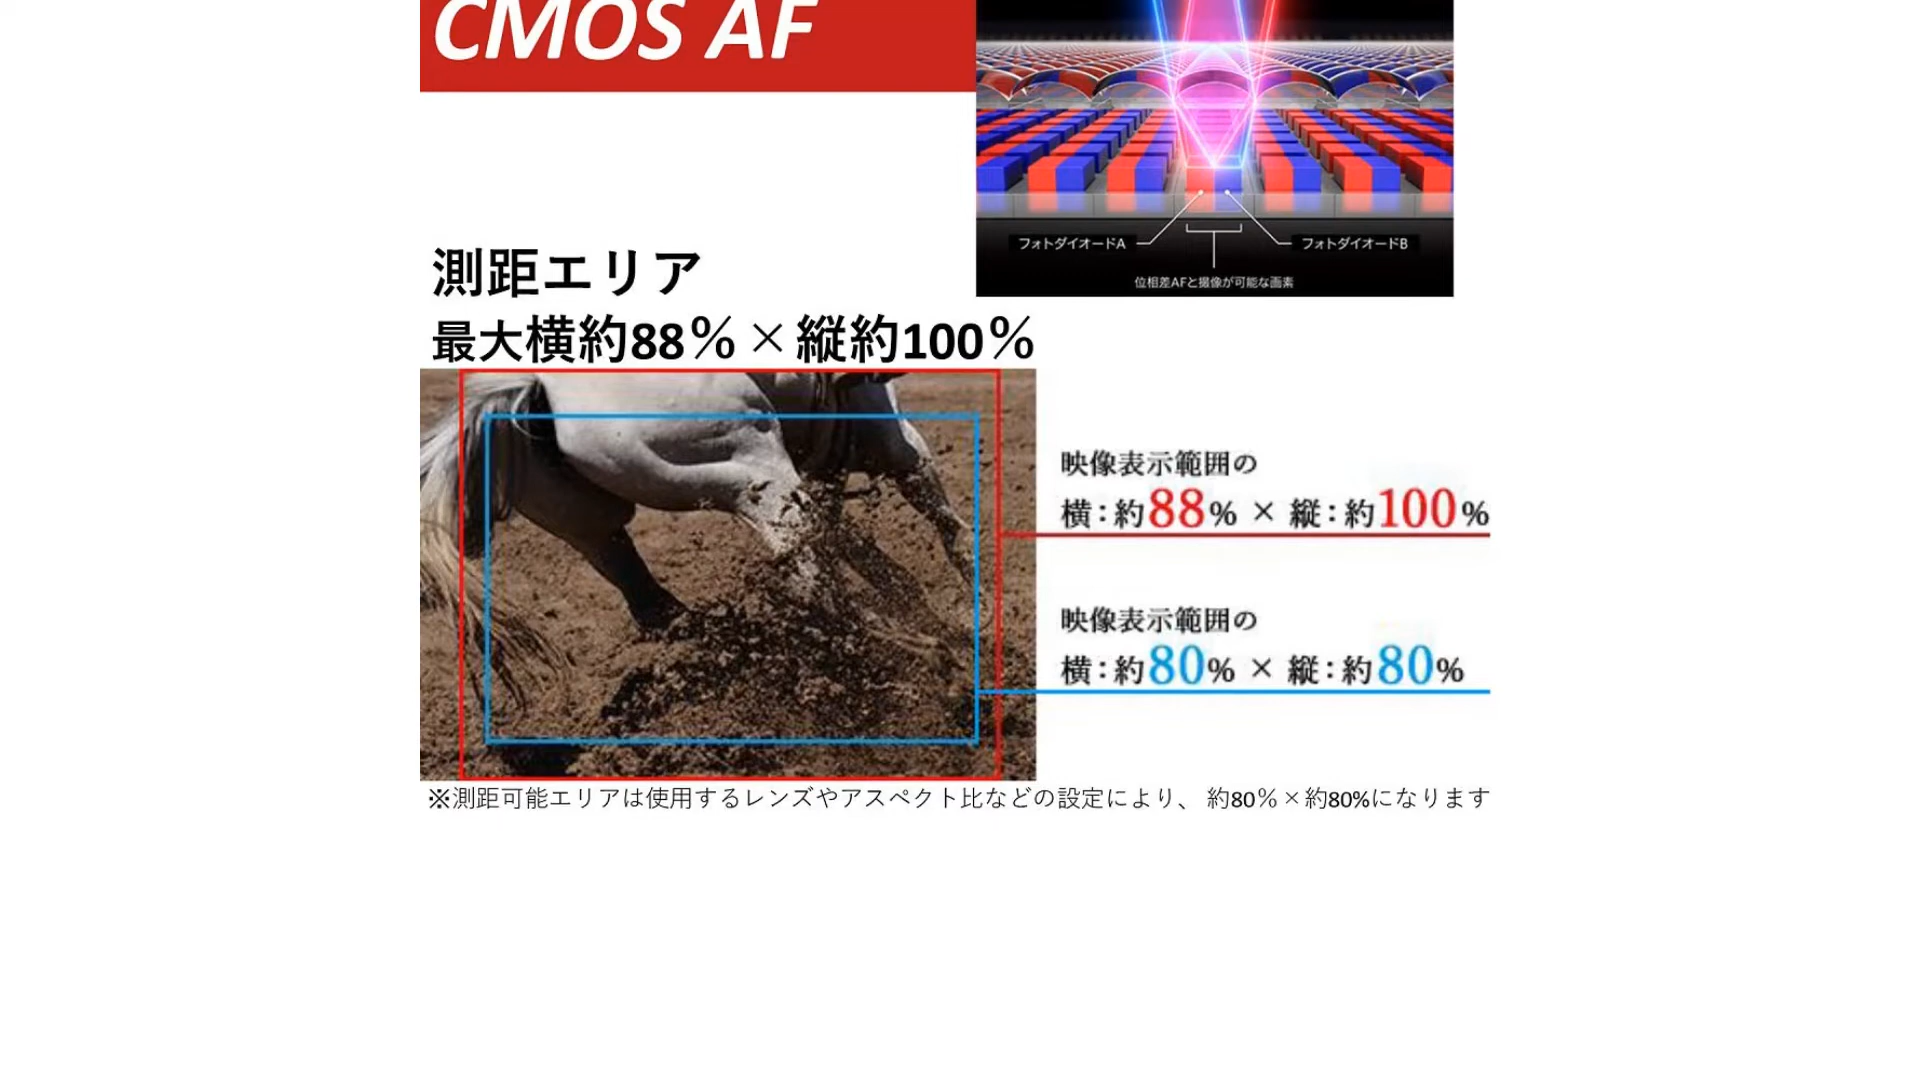 CMOS AF
フォトダイオードA
フォトダイオードB
位相差AFと撮像が可能な画素
測距エリア
最大横約88％×縦約100％
映像表示範囲の
横：約88% × 縦：約100%
映像表示範囲の
横：約80% × 縦：約80%
※測距可能エリアは使用するレンズやアスペクト比などの設定により、 約80％×約80%になります